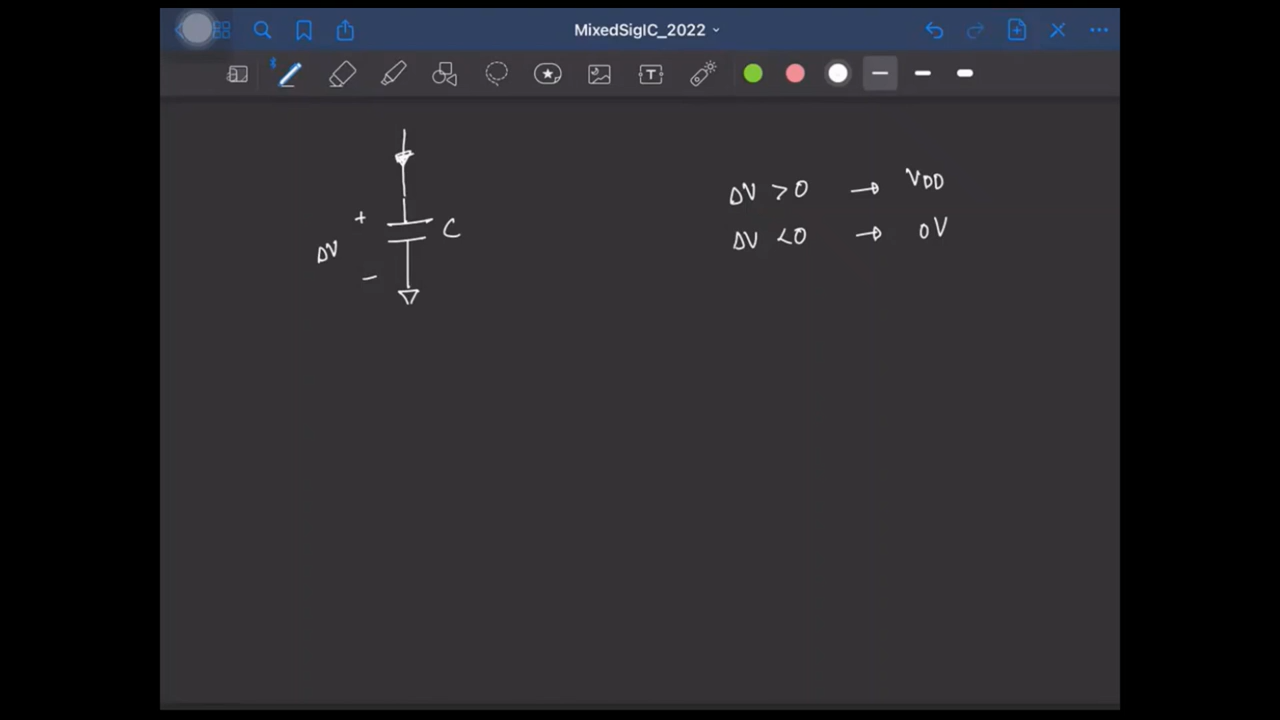 MixedSigIC_2022
T
ΔV > 0 → VDD
ΔV < 0 → 0V
+
C
ΔV
−